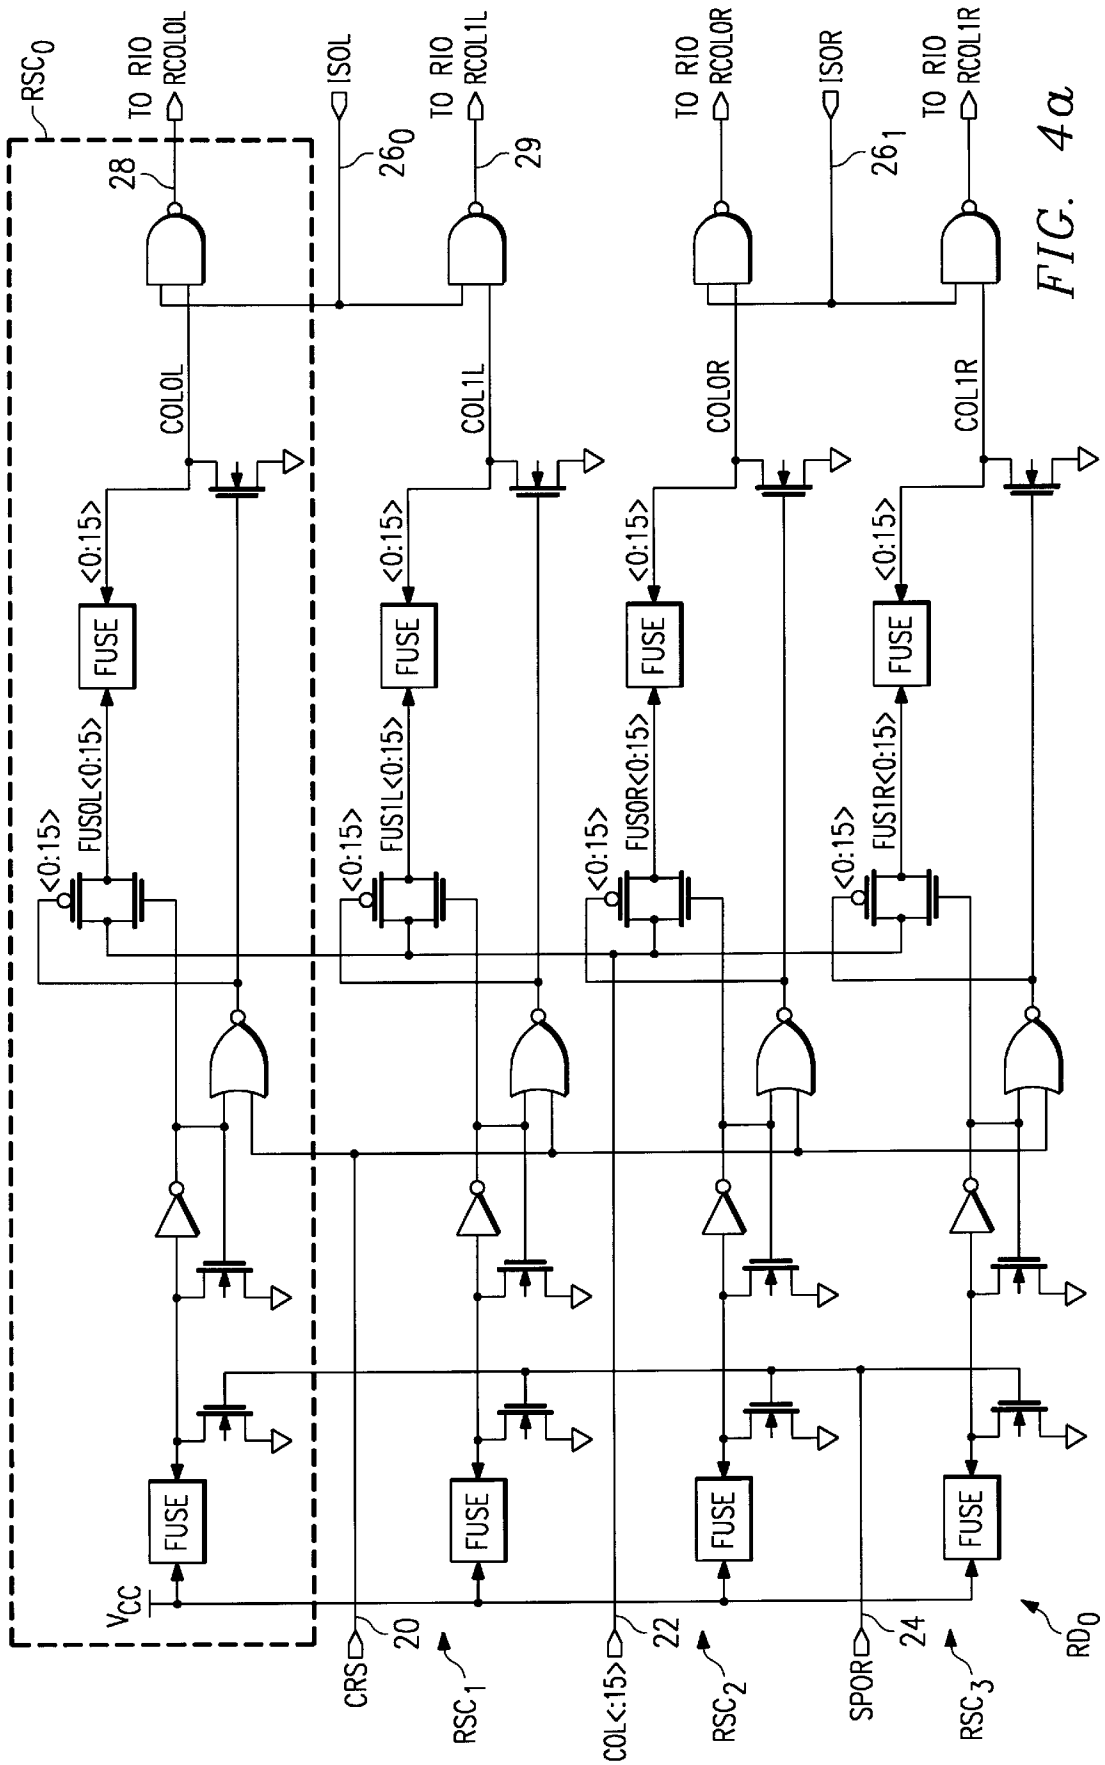 RSC0
VCC
FUSE
28
<0:15>
FUS0L<0:15>
FUSE
<0:15>
COL0L
TO RIO
RCOL0L
CRS
20
260
ISOL
RSC1
FUSE
<0:15>
FUS1L<0:15>
FUSE
<0:15>
COL1L
29
TO RIO
RCOL1L
COL<:15>
22
RSC2
FUSE
<0:15>
FUS0R<0:15>
FUSE
<0:15>
COL0R
TO RIO
RCOL0R
SPOR
24
261
ISOR
RSC3
FUSE
<0:15>
FUS1R<0:15>
FUSE
<0:15>
COL1R
TO RIO
RCOL1R
RD0
FIG. 4a